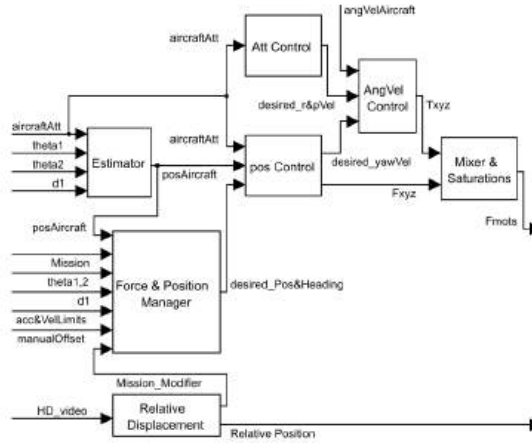 angVelAircraft
aircraftAtt
Att Control
AngVel
Control
desired_r&pVel
Txyz
aircraftAtt
theta1
theta2
d1
Estimator
aircraftAtt
posAircraft
pos Control
desired_yawVel
Fxyz
Mixer &
Saturations
Fmots
posAircraft
Mission
theta1,2
d1
acc&VelLimits
manualOffset
Force & Position
Manager
desired_Pos&Heading
Mission_Modifier
HD_video
Relative
Displacement
Relative Position